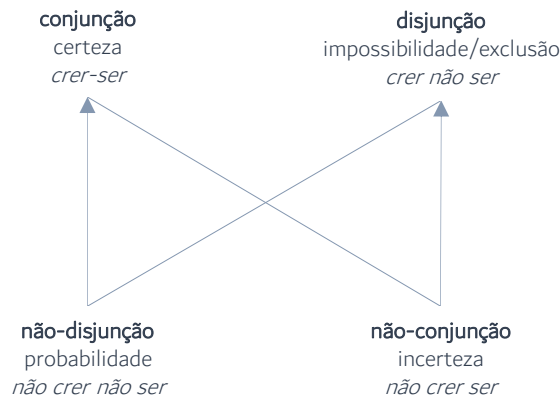 conjunção
certeza
crer-ser
disjunção
impossibilidade/exclusão
crer não ser
não-disjunção
probabilidade
não crer não ser
não-conjunção
incerteza
não crer ser